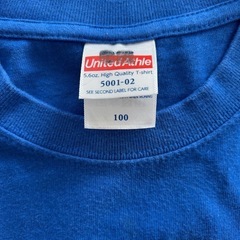 United Athle
5.6oz. High Quality T-shirt
5001-02
SEE SECOND LABEL FOR CARE
100